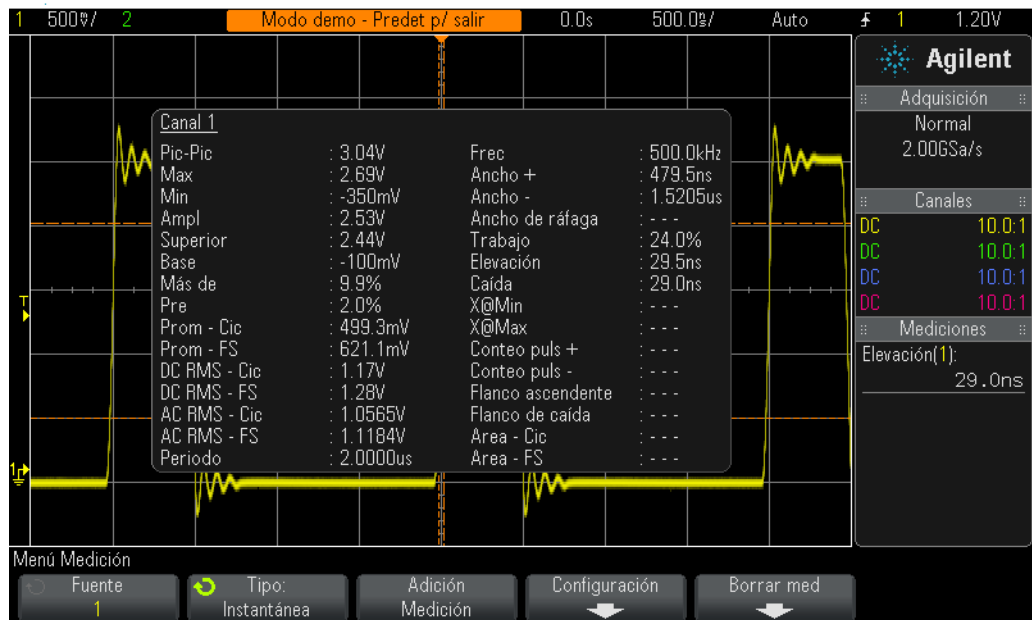 1 500⅌/ 2 Modo demo - Predet p/ salir 0.0s 500.0⅌/ Auto 1 1.20V
Agilent
Adquisición
Normal
2.00GSa/s
Canales
DC 10.0:1
DC 10.0:1
DC 10.0:1
DC 10.0:1
Mediciones
Elevación(1):
29.0ns
Canal 1
Pic-Pic : 3.04V Frec : 500.0kHz
Max : 2.69V Ancho + : 479.5ns
Min : -350mV Ancho - : 1.5205us
Ampl : 2.53V Ancho de ráfaga : - - -
Superior : 2.44V Trabajo : 24.0%
Base : -100mV Elevación : 29.5ns
Más de : 9.9% Caída : 29.0ns
Pre : 2.0% X@Min : - - -
Prom - Cic : 499.3mV X@Max : - - -
Prom - FS : 621.1mV Conteo puls + : - - -
DC RMS - Cic : 1.17V Conteo puls - : - - -
DC RMS - FS : 1.28V Flanco ascendente : - - -
AC RMS - Cic : 1.0565V Flanco de caída : - - -
AC RMS - FS : 1.1184V Area - Cic : - - -
Periodo : 2.0000us Area - FS : - - -
T
1
Menú Medición
Fuente
1
Tipo:
Instantánea
Adición
Medición
Configuración
Borrar med